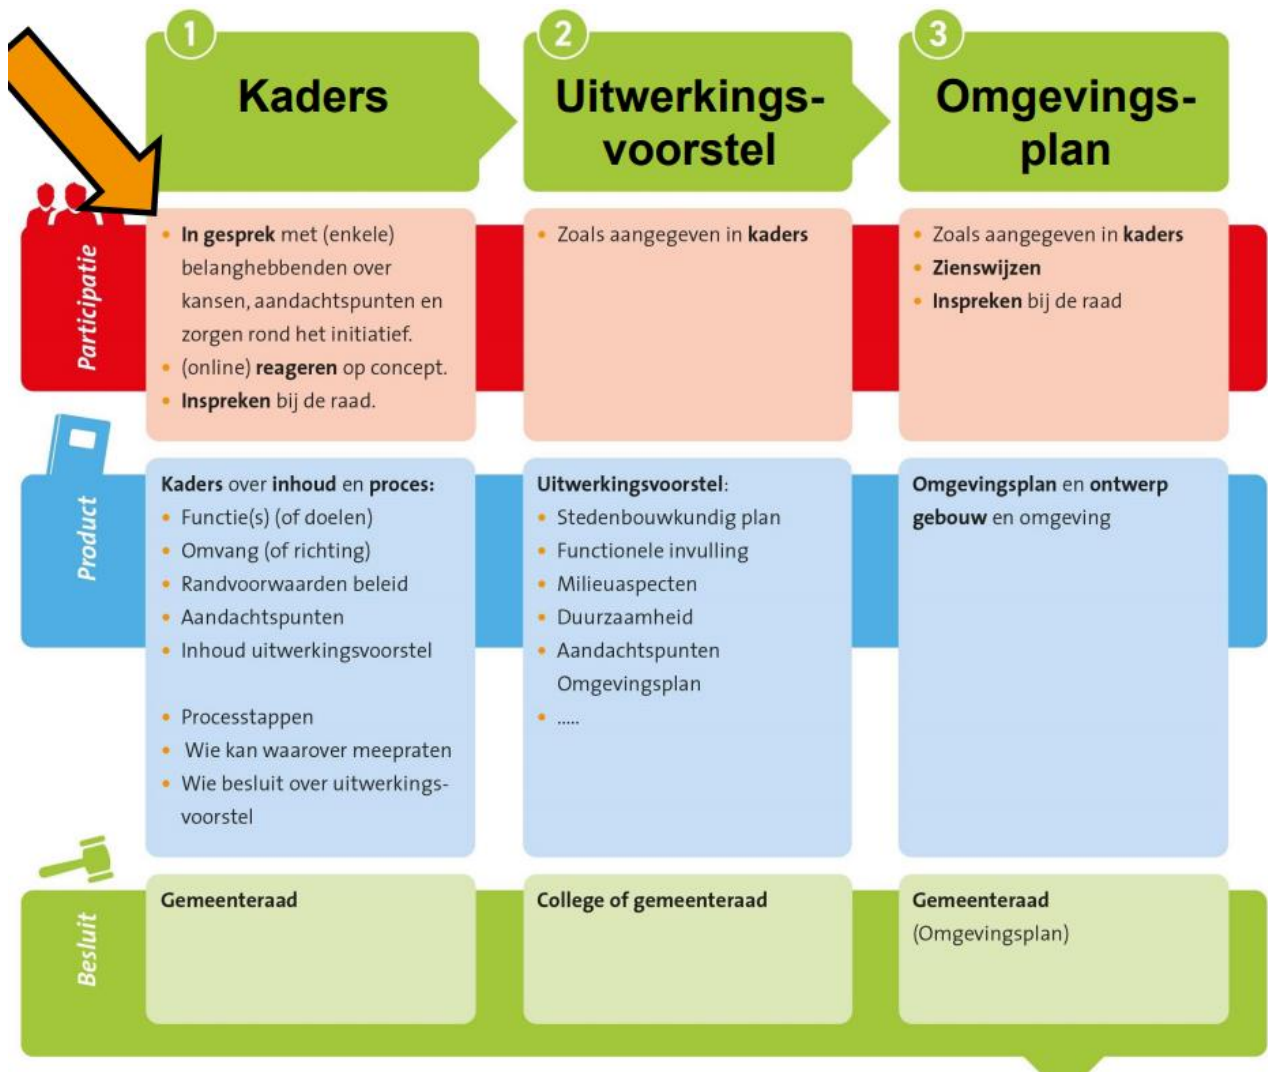 1
Kaders
2
Uitwerkings-
voorstel
3
Omgevings-
plan
Participatie
• In gesprek met (enkele)
belanghebbenden over
kansen, aandachtspunten en
zorgen rond het initiatief.
• (online) reageren op concept.
• Inspreken bij de raad.
• Zoals aangegeven in kaders
• Zoals aangegeven in kaders
• Zienswijzen
• Inspreken bij de raad
Product
Kaders over inhoud en proces:
• Functie(s) (of doelen)
• Omvang (of richting)
• Randvoorwaarden beleid
• Aandachtspunten
• Inhoud uitwerkingsvoorstel
• Processtappen
• Wie kan waarover meepraten
• Wie besluit over uitwerkings-
voorstel
Uitwerkingsvoorstel:
• Stedenbouwkundig plan
• Functionele invulling
• Milieuaspecten
• Duurzaamheid
• Aandachtspunten
Omgevingsplan
• .....
Omgevingsplan en ontwerp
gebouw en omgeving
Besluit
Gemeenteraad
College of gemeenteraad
Gemeenteraad
(Omgevingsplan)